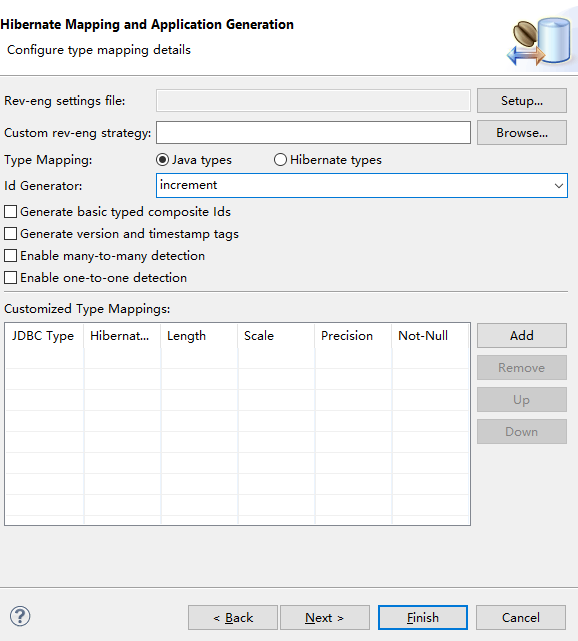 Hibernate Mapping and Application Generation
Configure type mapping details
Rev-eng settings file: Setup...
Custom rev-eng strategy: Browse...
Type Mapping: Java types Hibernate types
Id Generator: increment
Generate basic typed composite Ids
Generate version and timestamp tags
Enable many-to-many detection
Enable one-to-one detection
Customized Type Mappings:
JDBC Type Hibernat... Length Scale Precision Not-Null Add
Remove
Up
Down
? < Back Next > Finish Cancel